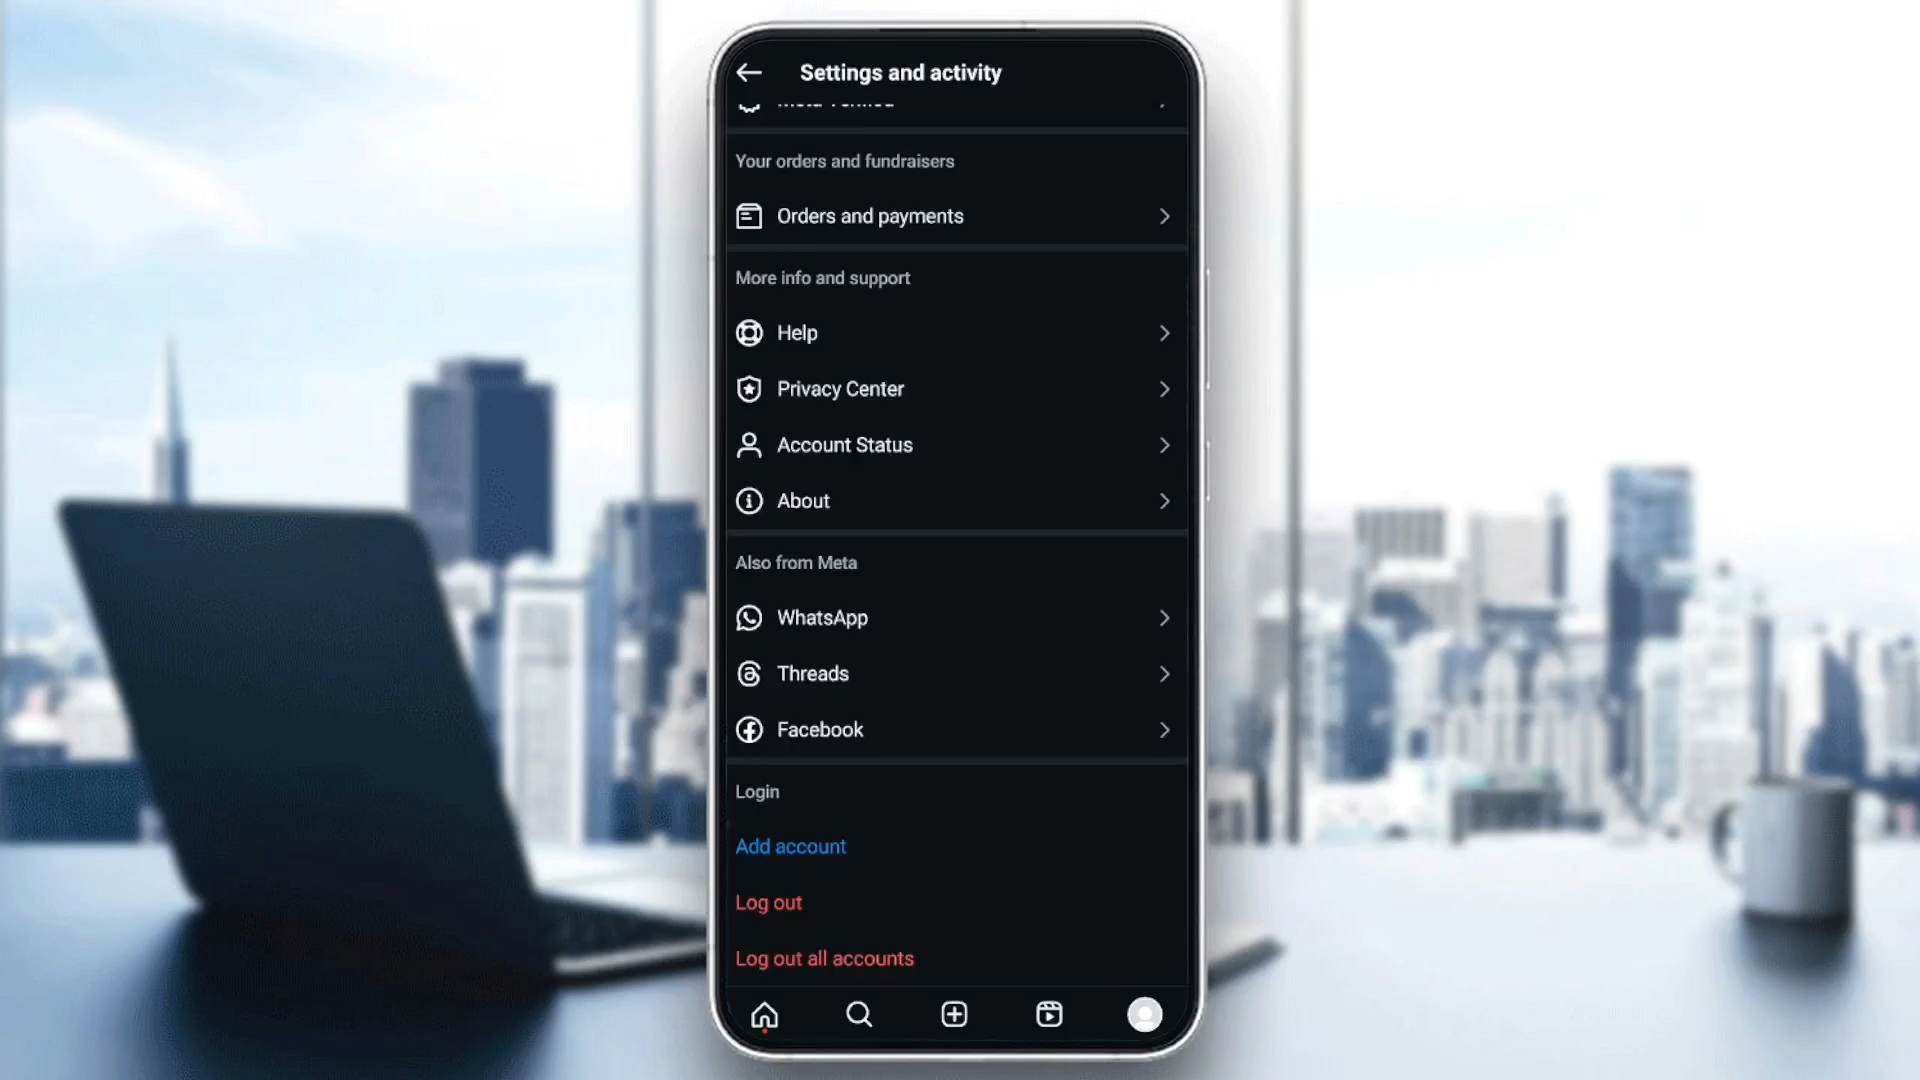 Settings and activity
Your orders and fundraisers
Orders and payments
More info and support
Help
Privacy Center
Account Status
About
Also from Meta
WhatsApp
Threads
Facebook
Login
Add account
Log out
Log out all accounts